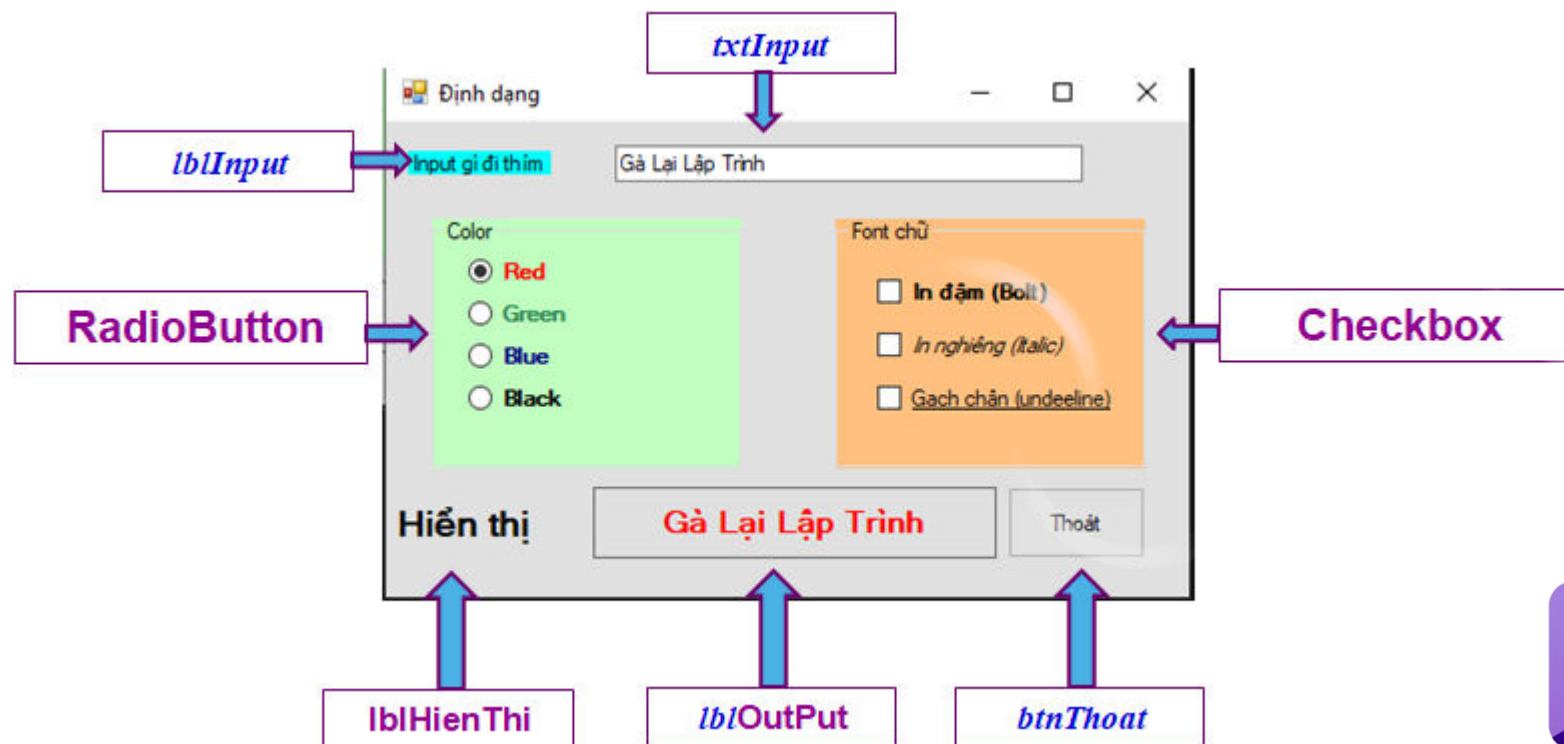 txtInput
Định dạng
lblInput
Input gì đi thím
Gà Lại Lập Trình
Color
Font chữ
Red
Green
Blue
Black
In đậm (Bolt)
In nghiêng (Italic)
Gạch chân (undeeline)
RadioButton
Checkbox
Hiển thị
Gà Lại Lập Trình
Thoát
lblHienThi
lblOutPut
btnThoat